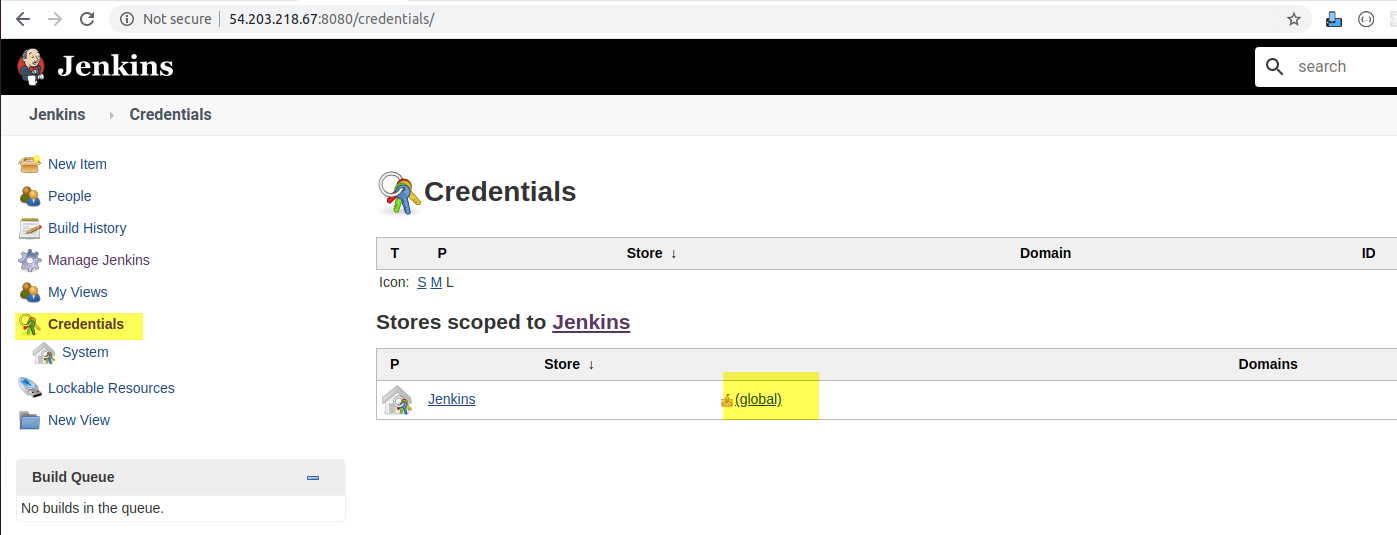 Not secure 54.203.218.67:8080/credentials/
Jenkins
search
Jenkins Credentials
New Item
People
Build History
Manage Jenkins
My Views
Credentials
System
Lockable Resources
New View
Build Queue
No builds in the queue.
Credentials
T P Store ↓ Domain ID
Icon: S M L
Stores scoped to Jenkins
P Store ↓ Domains
Jenkins (global)